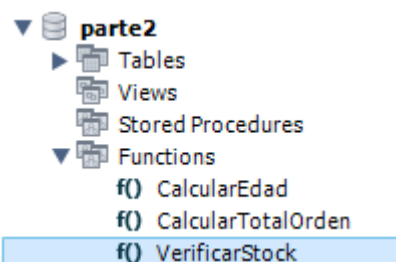 parte2
Tables
Views
Stored Procedures
Functions
f() CalcularEdad
f() CalcularTotalOrden
f() VerificarStock